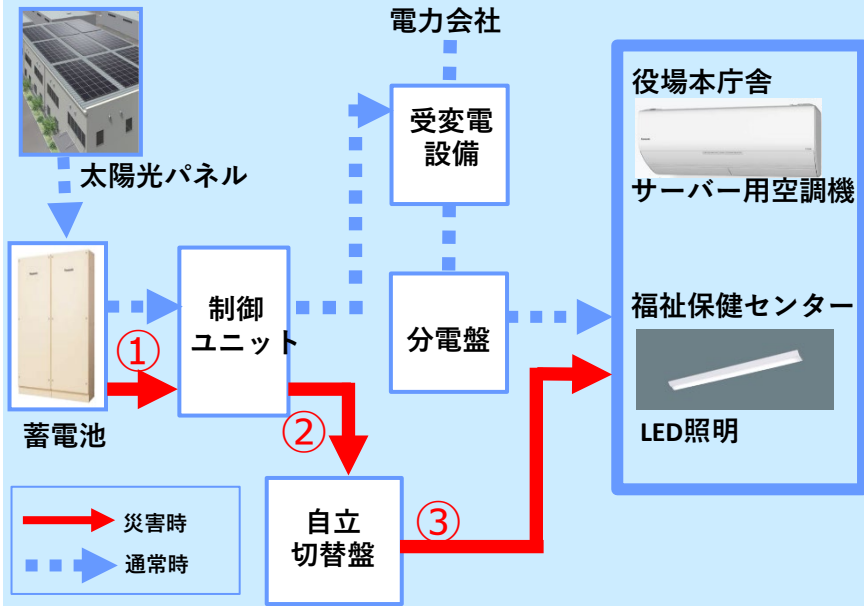 電力会社
役場本庁舎
受変電
設備
太陽光パネル
サーバー用空調機
制御
ユニット
分電盤
福祉保健センター
①
蓄電池
②
LED照明
自立
切替盤
③
災害時
通常時